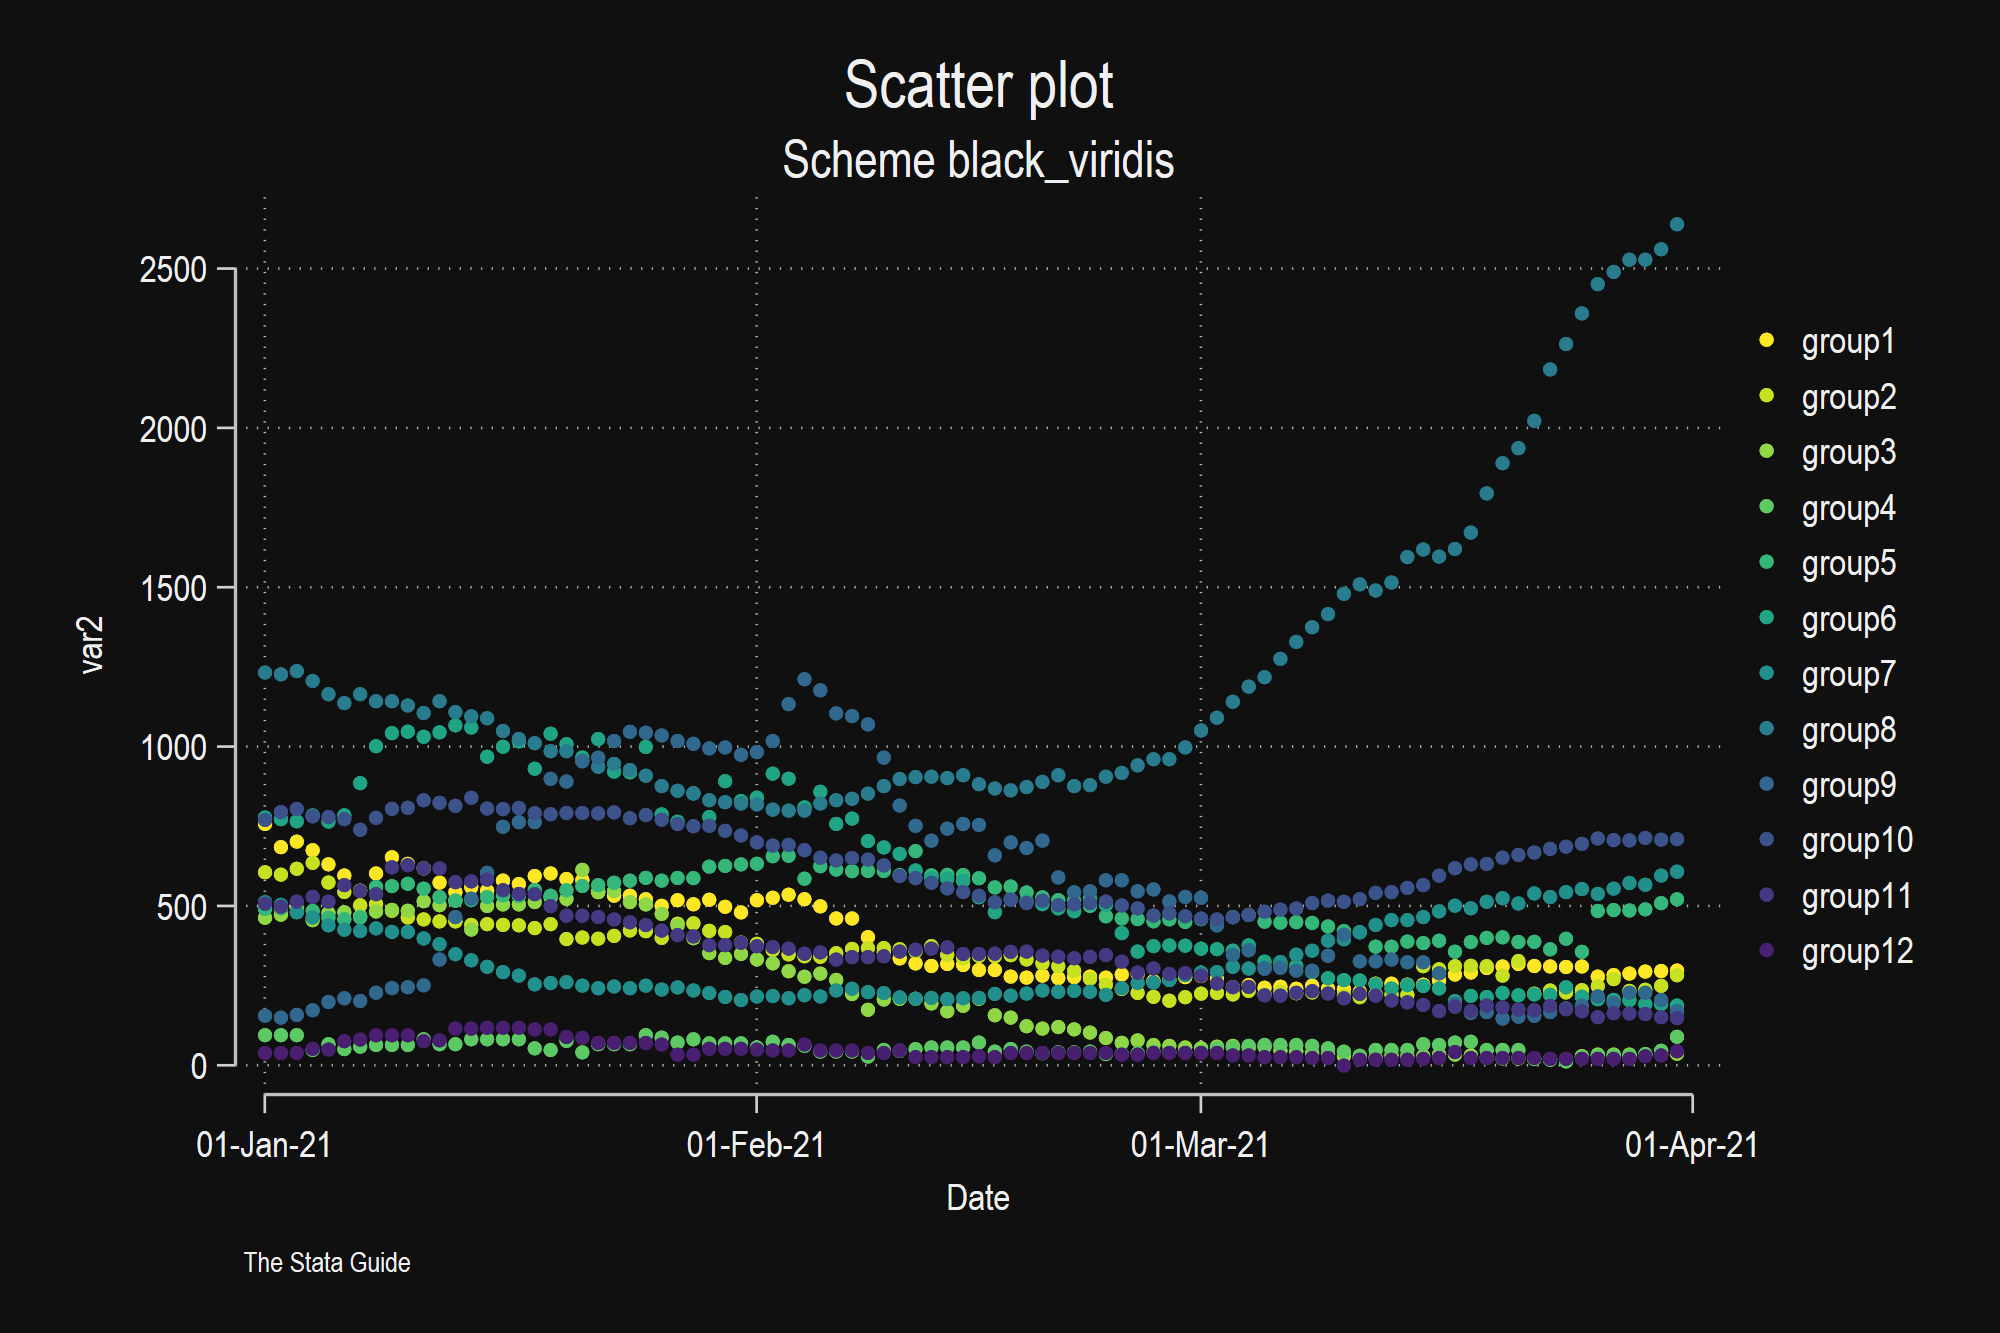 Scatter plot
Scheme black_viridis
2500
2000
1500
1000
500
0
var2
01-Jan-21
01-Feb-21
01-Mar-21
01-Apr-21
Date
group1
group2
group3
group4
group5
group6
group7
group8
group9
group10
group11
group12
The Stata Guide